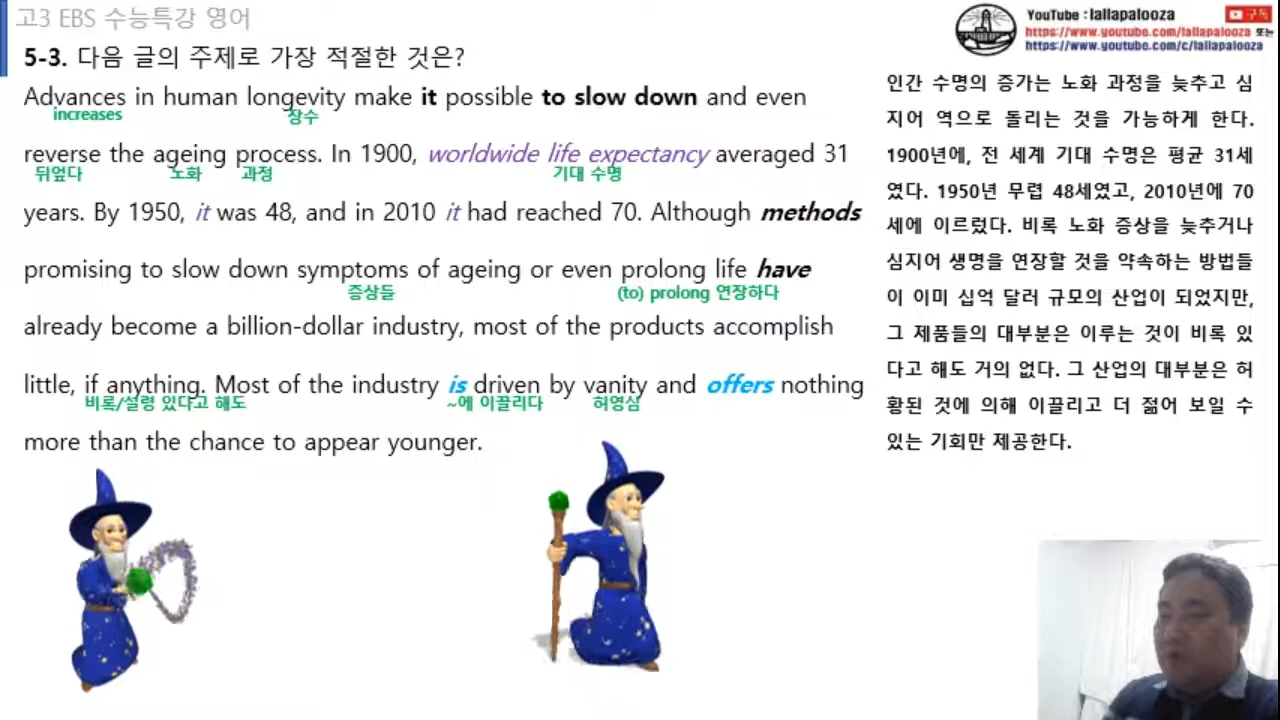 고3 EBS 수능특강 영어
YouTube : lallapalooza
구독
https://www.youtube.com/lallapalooza 또는
https://www.youtube.com/c/lallapalooza
5-3. 다음 글의 주제로 가장 적절한 것은?
Advances in human longevity make it possible to slow down and even
increases 장수
reverse the ageing process. In 1900, worldwide life expectancy averaged 31
뒤엎다 노화 과정 기대 수명
years. By 1950, it was 48, and in 2010 it had reached 70. Although methods
promising to slow down symptoms of ageing or even prolong life have
증상들 (to) prolong 연장하다
already become a billion-dollar industry, most of the products accomplish
little, if anything. Most of the industry is driven by vanity and offers nothing
비록/설령 있다고 해도 ~에 이끌리다 허영심
more than the chance to appear younger.
인간 수명의 증가는 노화 과정을 늦추고 심
지어 역으로 돌리는 것을 가능하게 한다.
1900년에, 전 세계 기대 수명은 평균 31세
였다. 1950년 무렵 48세였고, 2010년에 70
세에 이르렀다. 비록 노화 증상을 늦추거나
심지어 생명을 연장할 것을 약속하는 방법들
이 이미 십억 달러 규모의 산업이 되었지만,
그 제품들의 대부분은 이루는 것이 비록 있
다고 해도 거의 없다. 그 산업의 대부분은 허
황된 것에 의해 이끌리고 더 젊어 보일 수
있는 기회만 제공한다.